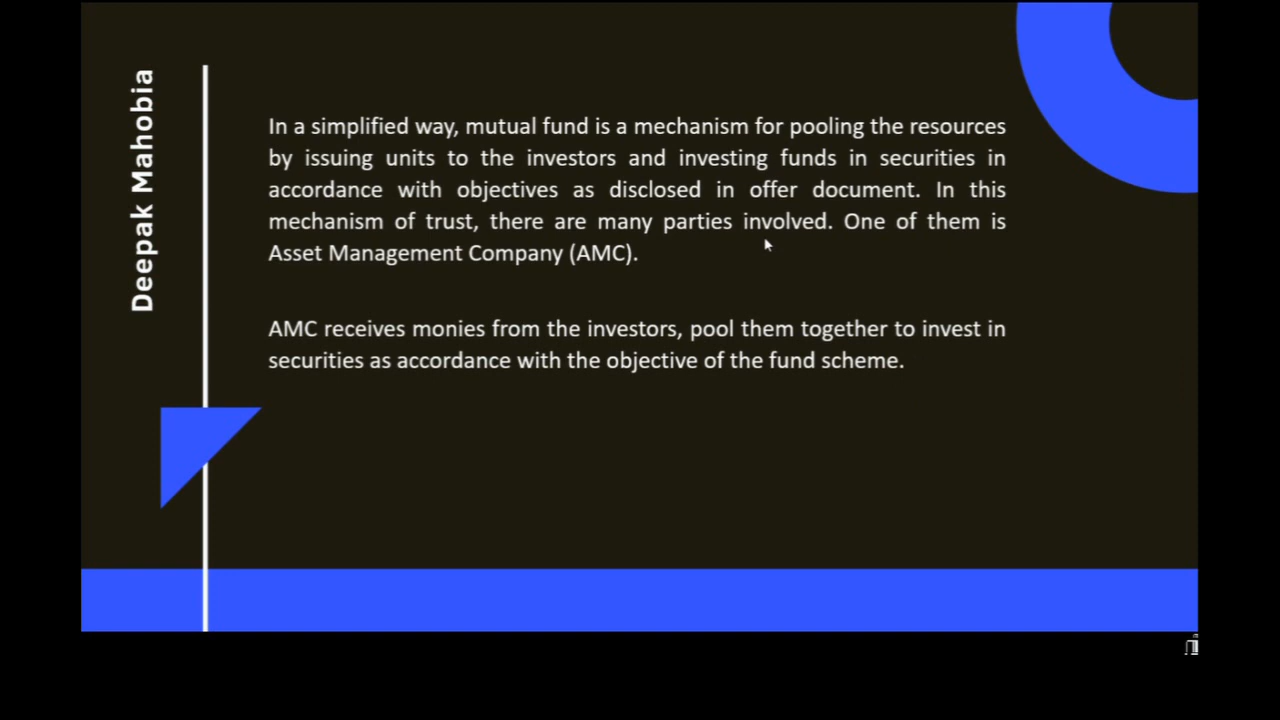 Deepak Mahobia
In a simplified way, mutual fund is a mechanism for pooling the resources
by issuing units to the investors and investing funds in securities in
accordance with objectives as disclosed in offer document. In this
mechanism of trust, there are many parties involved. One of them is
Asset Management Company (AMC).
AMC receives monies from the investors, pool them together to invest in
securities as accordance with the objective of the fund scheme.